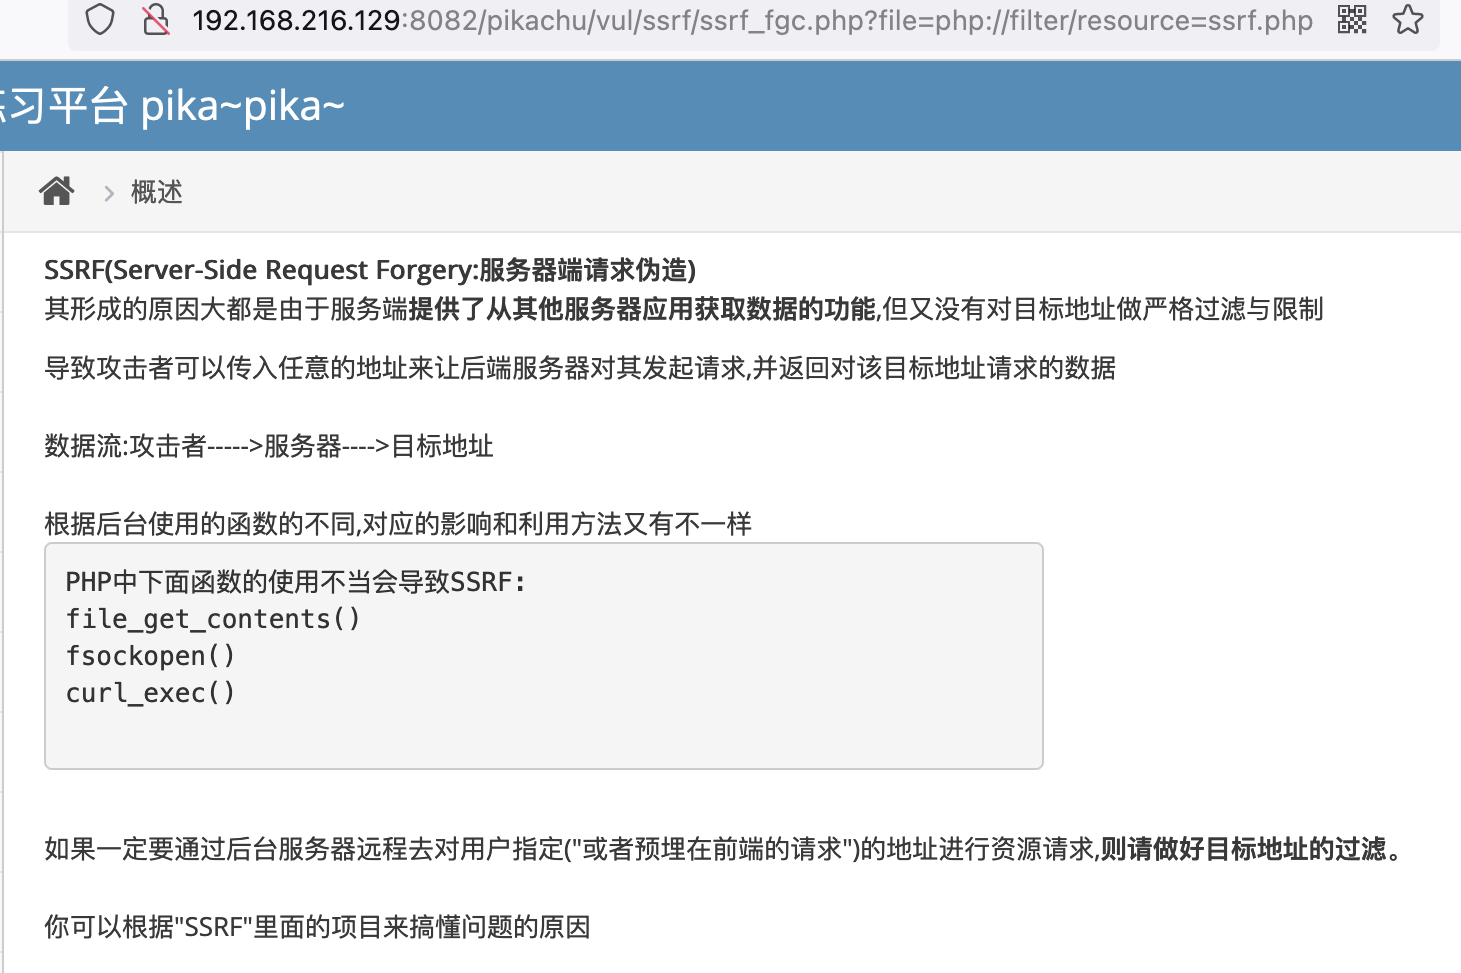 192.168.216.129:8082/pikachu/vul/ssrf/ssrf_fgc.php?file=php://filter/resource=ssrf.php
习平台 pika~pika~
概述
SSRF(Server-Side Request Forgery:服务器端请求伪造)
其形成的原因大都是由于服务端提供了从其他服务器应用获取数据的功能,但又没有对目标地址做严格过滤与限制
导致攻击者可以传入任意的地址来让后端服务器对其发起请求,并返回对该目标地址请求的数据
数据流:攻击者----->服务器---->目标地址
根据后台使用的函数的不同,对应的影响和利用方法又有不一样
PHP中下面函数的使用不当会导致SSRF:
file_get_contents()
fsockopen()
curl_exec()
如果一定要通过后台服务器远程去对用户指定("或者预埋在前端的请求")的地址进行资源请求,则请做好目标地址的过滤。
你可以根据"SSRF"里面的项目来搞懂问题的原因